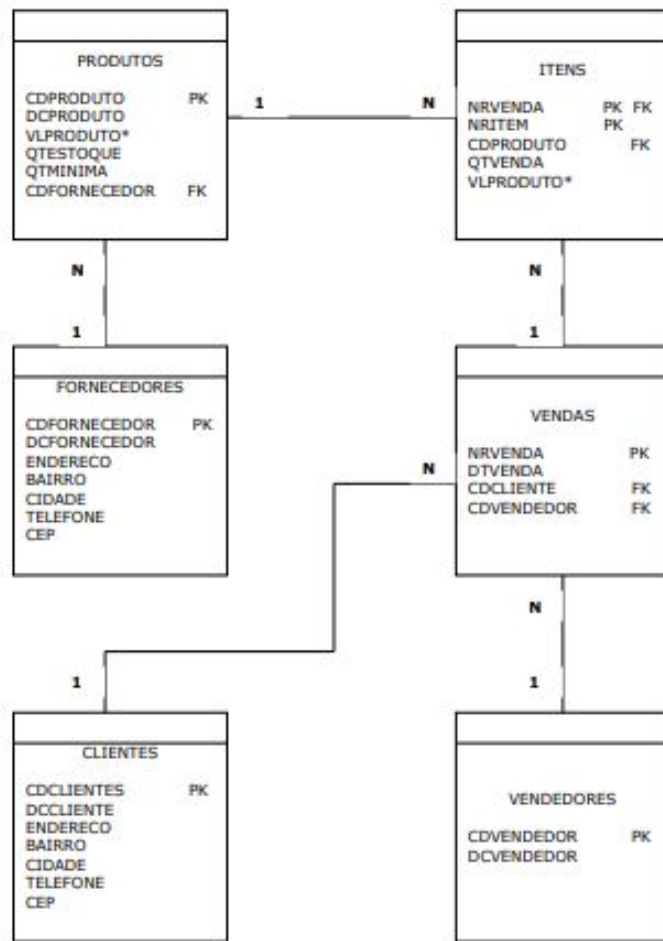 PRODUTOS
CDPRODUTO PK
DCPRODUTO
VLPRODUTO*
QTESTOQUE
QTMINIMA
CDFORNECEDOR FK
1 N
ITENS
NRVENDA PK FK
NRITEM PK
CDPRODUTO FK
QTVENDA
VLPRODUTO*
N
1
N
1
FORNECEDORES
CDFORNECEDOR PK
DCFORNECEDOR
ENDERECO
BAIRRO
CIDADE
TELEFONE
CEP
VENDAS
NRVENDA PK
DTVENDA
CDCLIENTE FK
CDVENDEDOR FK
N
1
N
1
CLIENTES
CDCLIENTES PK
DCCLIENTE
ENDERECO
BAIRRO
CIDADE
TELEFONE
CEP
VENDEDORES
CDVENDEDOR PK
DCVENDEDOR